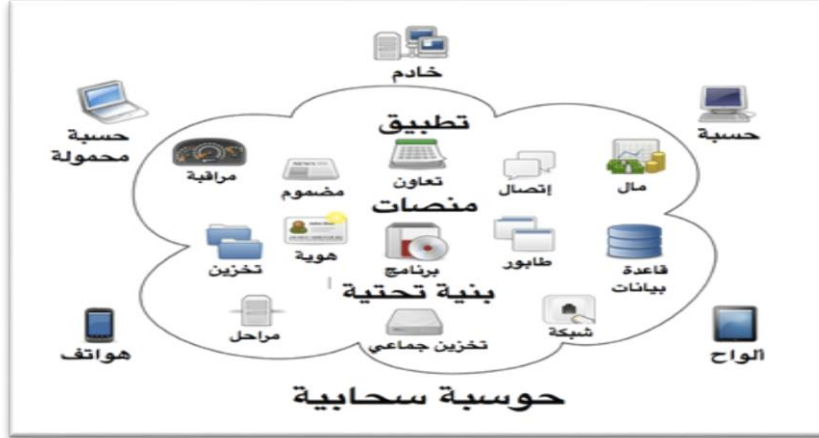 خادم
حسبة
محمولة
حسبة
تطبيق
مراقبة
مضموم
تعاون
إتصال
مال
منصات
تخزين
هوية
برنامج
طابور
قاعدة
بيانات
بنية تحتية
مراحل
تخزين جماعي
شبكة
هواتف
ألواح
حوسبة سحابية